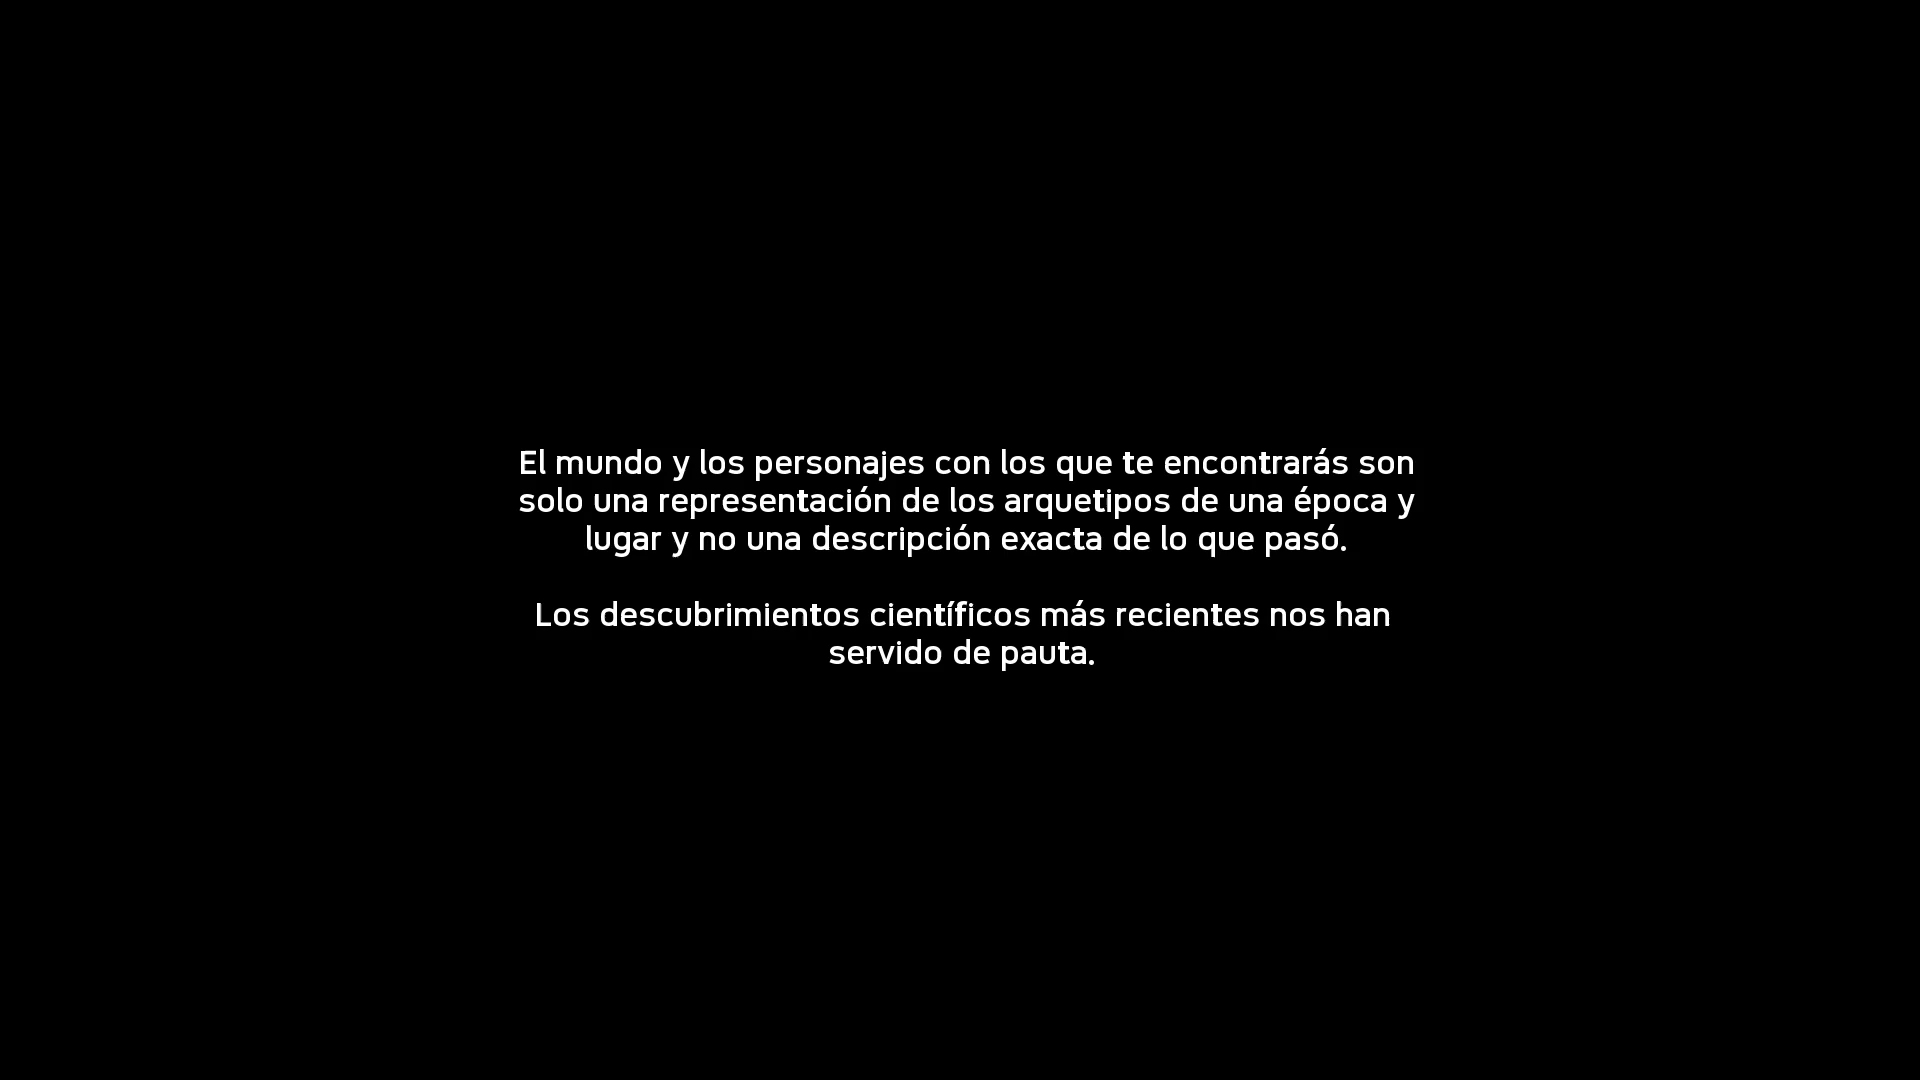 El mundo y los personajes con los que te encontrarás son
solo una representación de los arquetipos de una época y
lugar y no una descripción exacta de lo que pasó.
Los descubrimientos científicos más recientes nos han
servido de pauta.